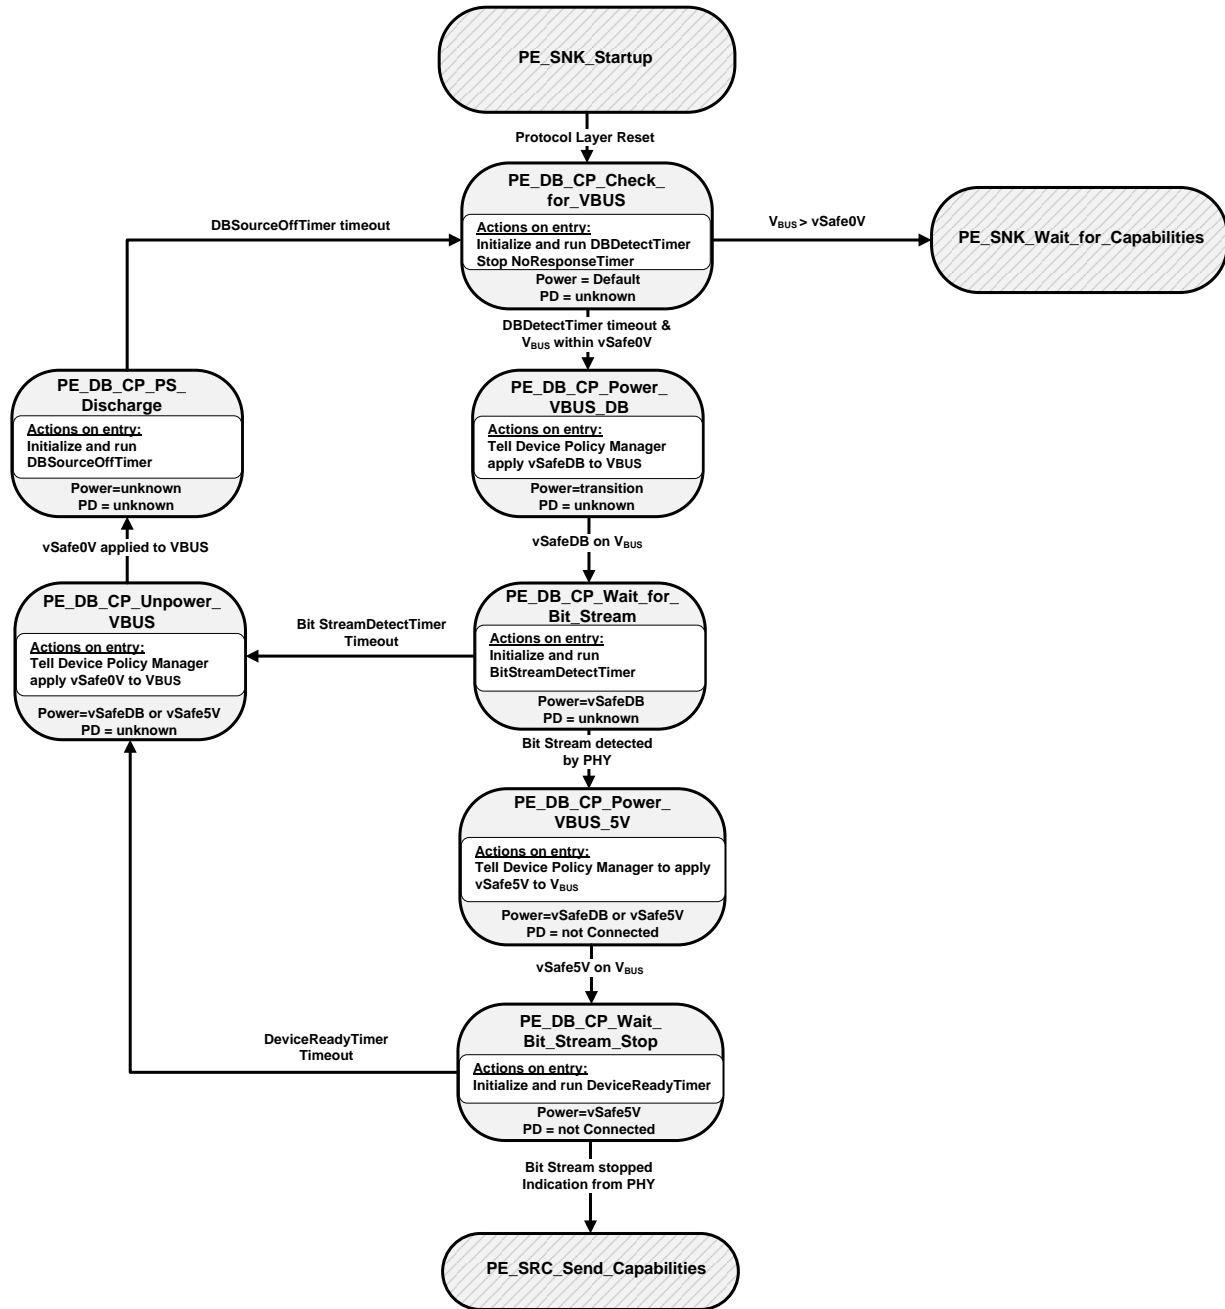 PE_SNK_Startup
Protocol Layer Reset
PE_DB_CP_Check_
for_VBUS
Actions on entry:
Initialize and run DBDetectTimer
Stop NoResponseTimer
Power = Default
PD = unknown
DBSourceOffTimer timeout
VBUS > vSafe0V
PE_SNK_Wait_for_Capabilities
DBDetectTimer timeout &
VBUS within vSafe0V
PE_DB_CP_PS_
Discharge
Actions on entry:
Initialize and run
DBSourceOffTimer
Power=unknown
PD = unknown
PE_DB_CP_Power_
VBUS_DB
Actions on entry:
Tell Device Policy Manager
apply vSafeDB to VBUS
Power=transition
PD = unknown
vSafe0V applied to VBUS
vSafeDB on VBUS
PE_DB_CP_Unpower_
VBUS
Actions on entry:
Tell Device Policy Manager
apply vSafe0V to VBUS
Power=vSafeDB or vSafe5V
PD = unknown
Bit StreamDetectTimer
Timeout
PE_DB_CP_Wait_for_
Bit_Stream
Actions on entry:
Initialize and run
BitStreamDetectTimer
Power=vSafeDB
PD = unknown
Bit Stream detected
by PHY
PE_DB_CP_Power_
VBUS_5V
Actions on entry:
Tell Device Policy Manager to apply
vSafe5V to VBUS
Power=vSafeDB or vSafe5V
PD = not Connected
vSafe5V on VBUS
DeviceReadyTimer
Timeout
PE_DB_CP_Wait_
Bit_Stream_Stop
Actions on entry:
Initialize and run DeviceReadyTimer
Power=vSafe5V
PD = not Connected
Bit Stream stopped
Indication from PHY
PE_SRC_Send_Capabilities